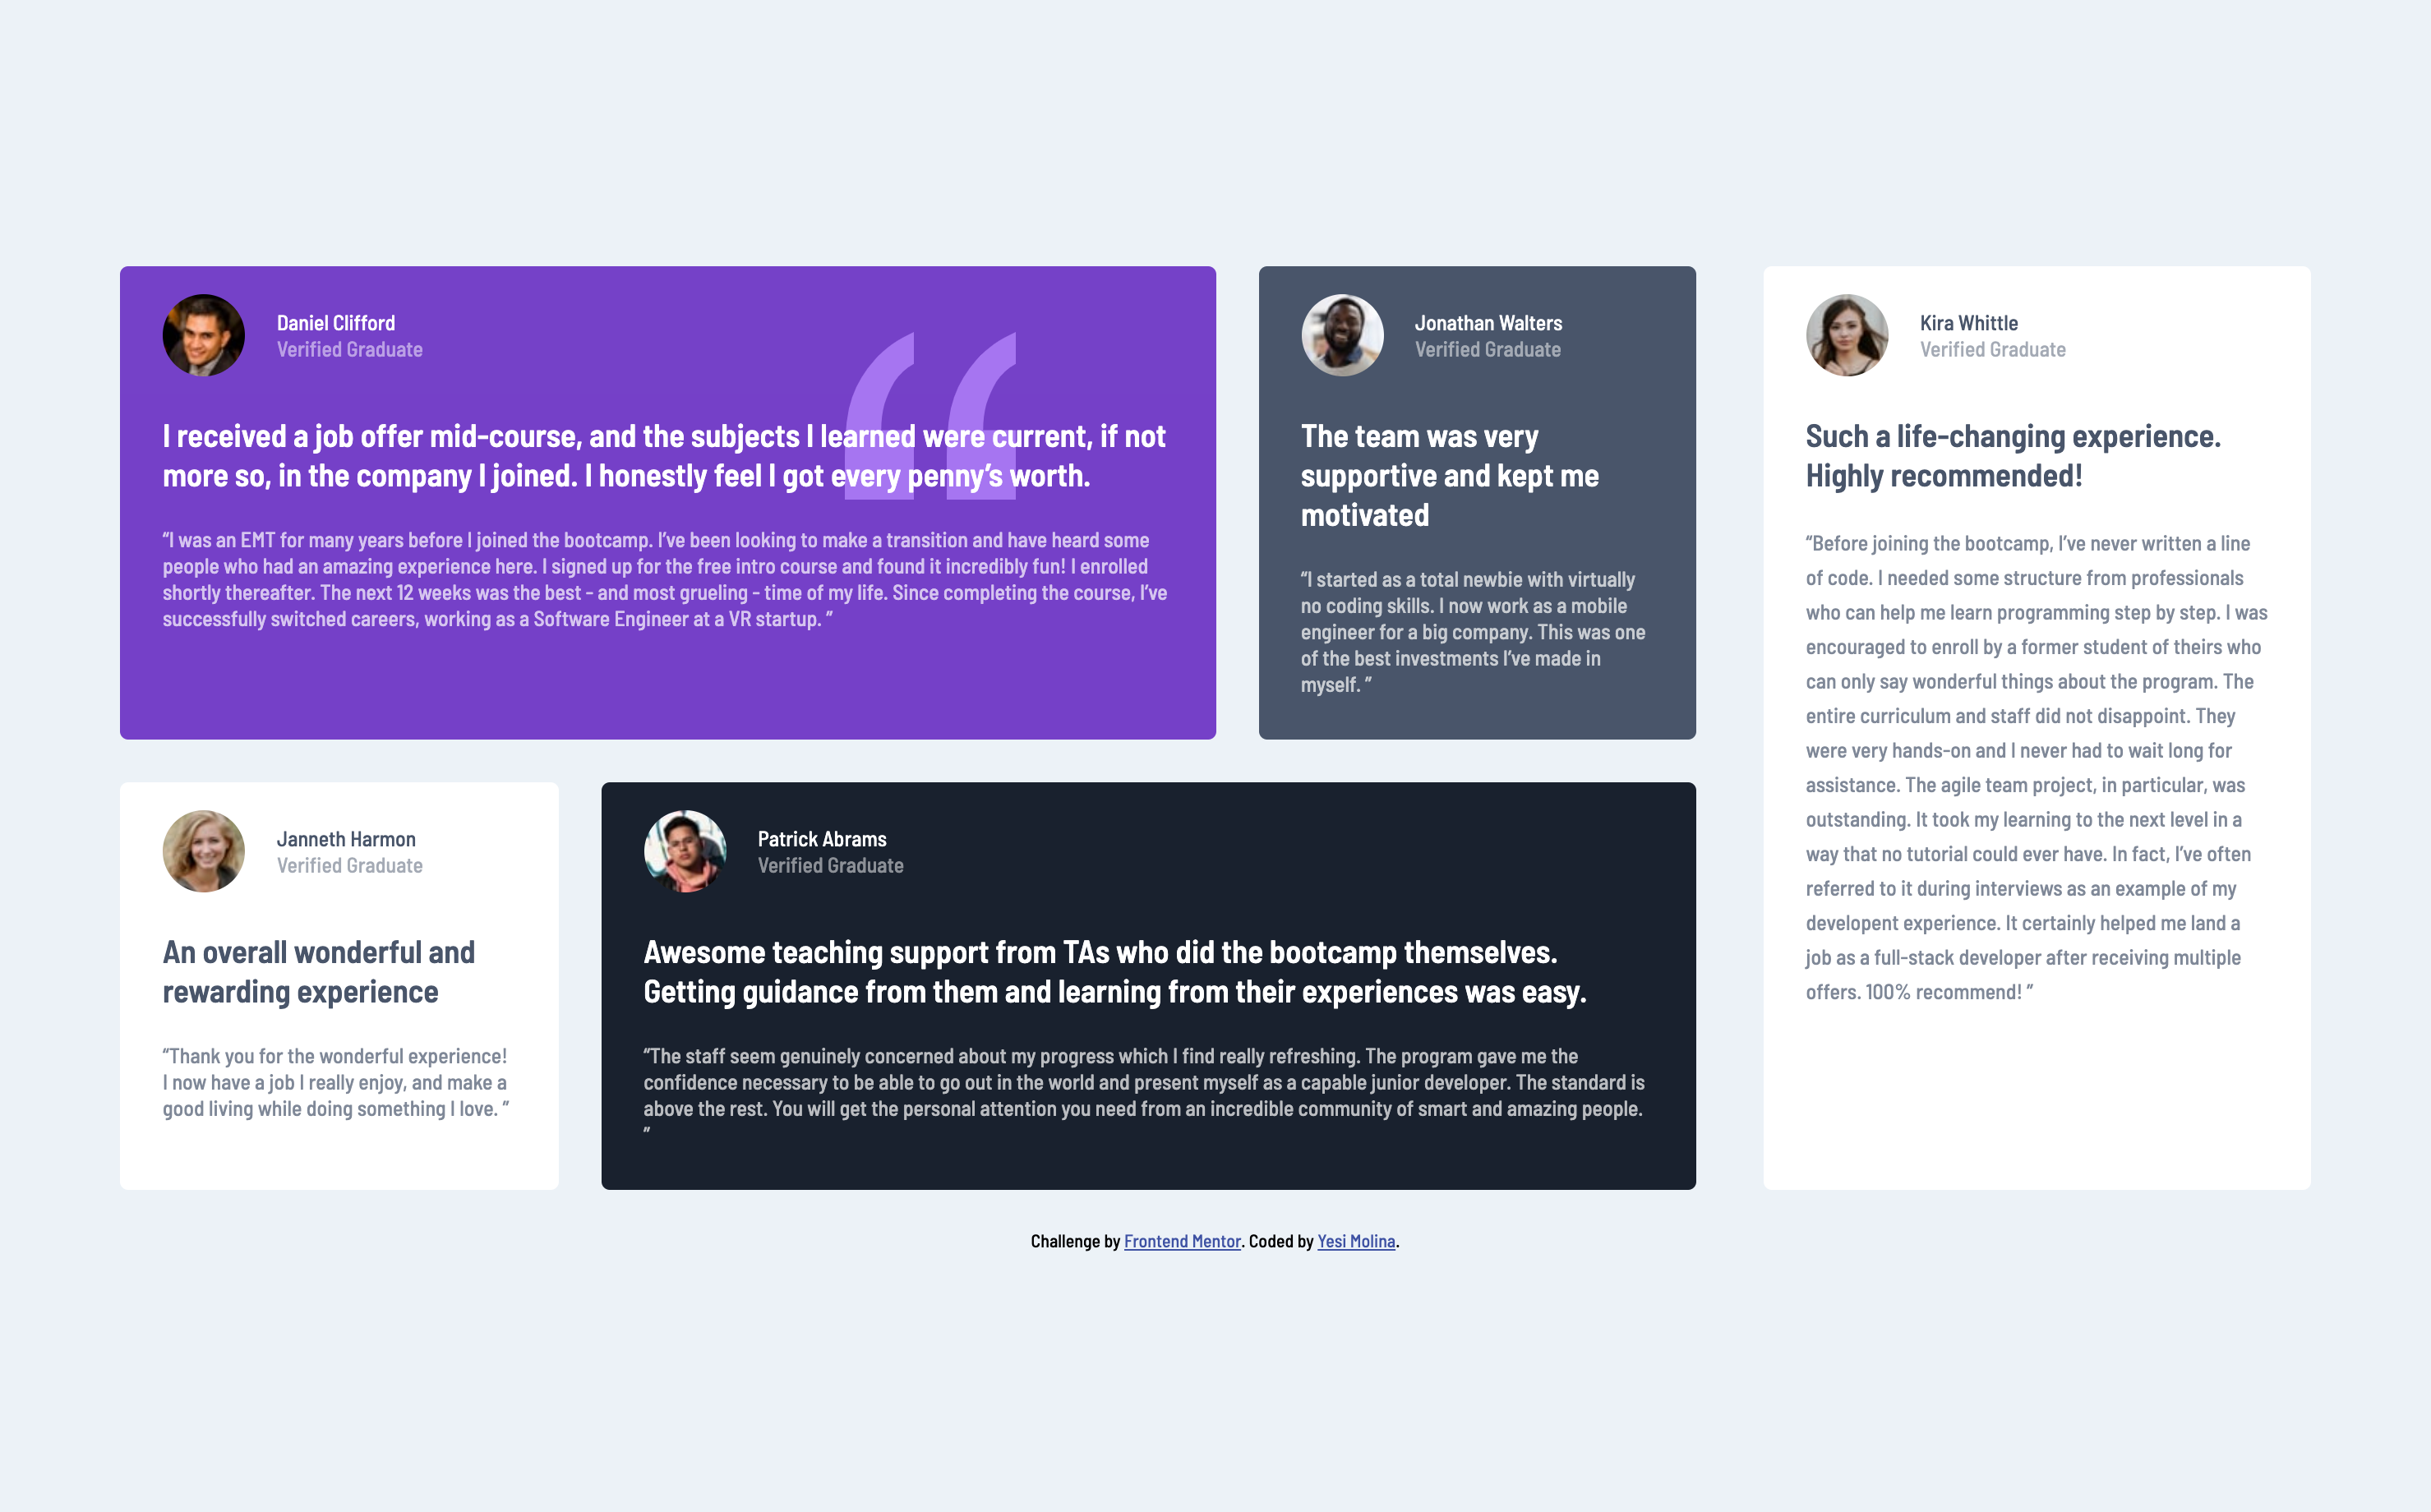 Daniel Clifford
Verified Graduate
I received a job offer mid-course, and the subjects I learned were current, if not
more so, in the company I joined. I honestly feel I got every penny’s worth.
“I was an EMT for many years before I joined the bootcamp. I’ve been looking to make a transition and have heard some
people who had an amazing experience here. I signed up for the free intro course and found it incredibly fun! I enrolled
shortly thereafter. The next 12 weeks was the best - and most grueling - time of my life. Since completing the course, I’ve
successfully switched careers, working as a Software Engineer at a VR startup. ”
Jonathan Walters
Verified Graduate
The team was very
supportive and kept me
motivated
“I started as a total newbie with virtually
no coding skills. I now work as a mobile
engineer for a big company. This was one
of the best investments I’ve made in
myself. ”
Kira Whittle
Verified Graduate
Such a life-changing experience.
Highly recommended!
“Before joining the bootcamp, I’ve never written a line
of code. I needed some structure from professionals
who can help me learn programming step by step. I was
encouraged to enroll by a former student of theirs who
can only say wonderful things about the program. The
entire curriculum and staff did not disappoint. They
were very hands-on and I never had to wait long for
assistance. The agile team project, in particular, was
outstanding. It took my learning to the next level in a
way that no tutorial could ever have. In fact, I’ve often
referred to it during interviews as an example of my
developent experience. It certainly helped me land a
job as a full-stack developer after receiving multiple
offers. 100% recommend! ”
Janneth Harmon
Verified Graduate
An overall wonderful and
rewarding experience
“Thank you for the wonderful experience!
I now have a job I really enjoy, and make a
good living while doing something I love. ”
Patrick Abrams
Verified Graduate
Awesome teaching support from TAs who did the bootcamp themselves.
Getting guidance from them and learning from their experiences was easy.
“The staff seem genuinely concerned about my progress which I find really refreshing. The program gave me the
confidence necessary to be able to go out in the world and present myself as a capable junior developer. The standard is
above the rest. You will get the personal attention you need from an incredible community of smart and amazing people.
”
Challenge by Frontend Mentor. Coded by Yesi Molina.